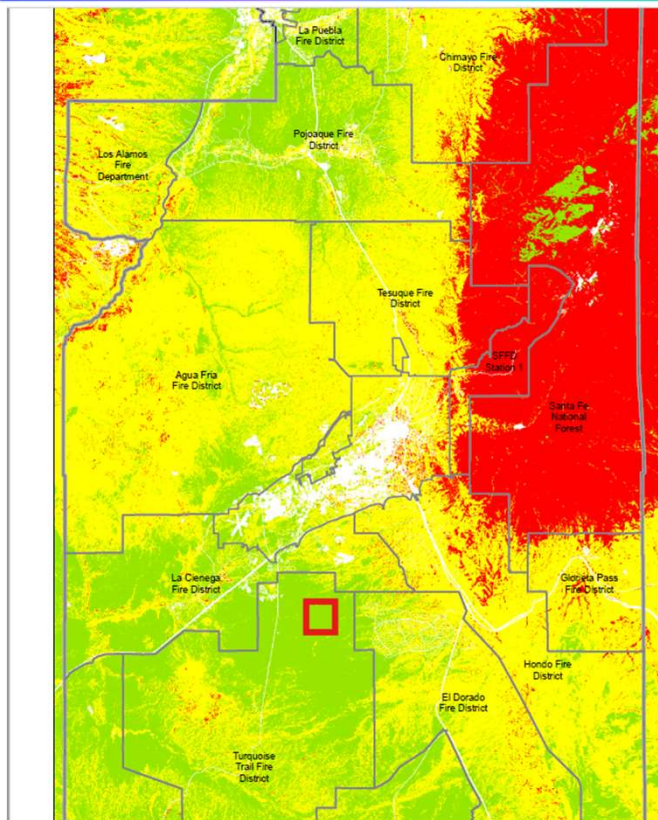 La Puebla
Fire District
Chimayo Fire
District
Pojoaque Fire
District
Los Alamos
Fire
Department
Tesuque Fire
District
SFFD
Station 1
Agua Fria
Fire District
Santa Fe
National
Forest
La Cienega
Fire District
Glorieta Pass
Fire District
Hondo Fire
District
El Dorado
Fire District
Turquoise
Trail Fire
District